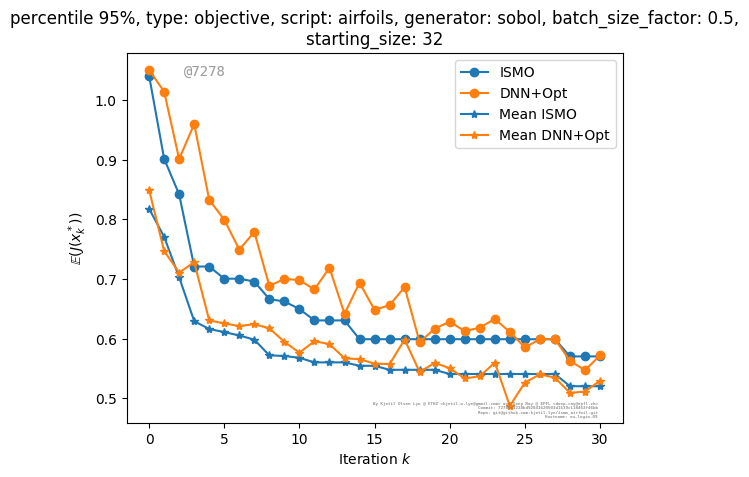 percentile 95%, type: objective, script: airfoils, generator: sobol, batch_size_factor: 0.5,
starting_size: 32
@7278
ISMO
DNN+Opt
Mean ISMO
Mean DNN+Opt
𝔼(J(x*ₖ))
1.0
0.9
0.8
0.7
0.6
0.5
0 5 10 15 20 25 30
Iteration k